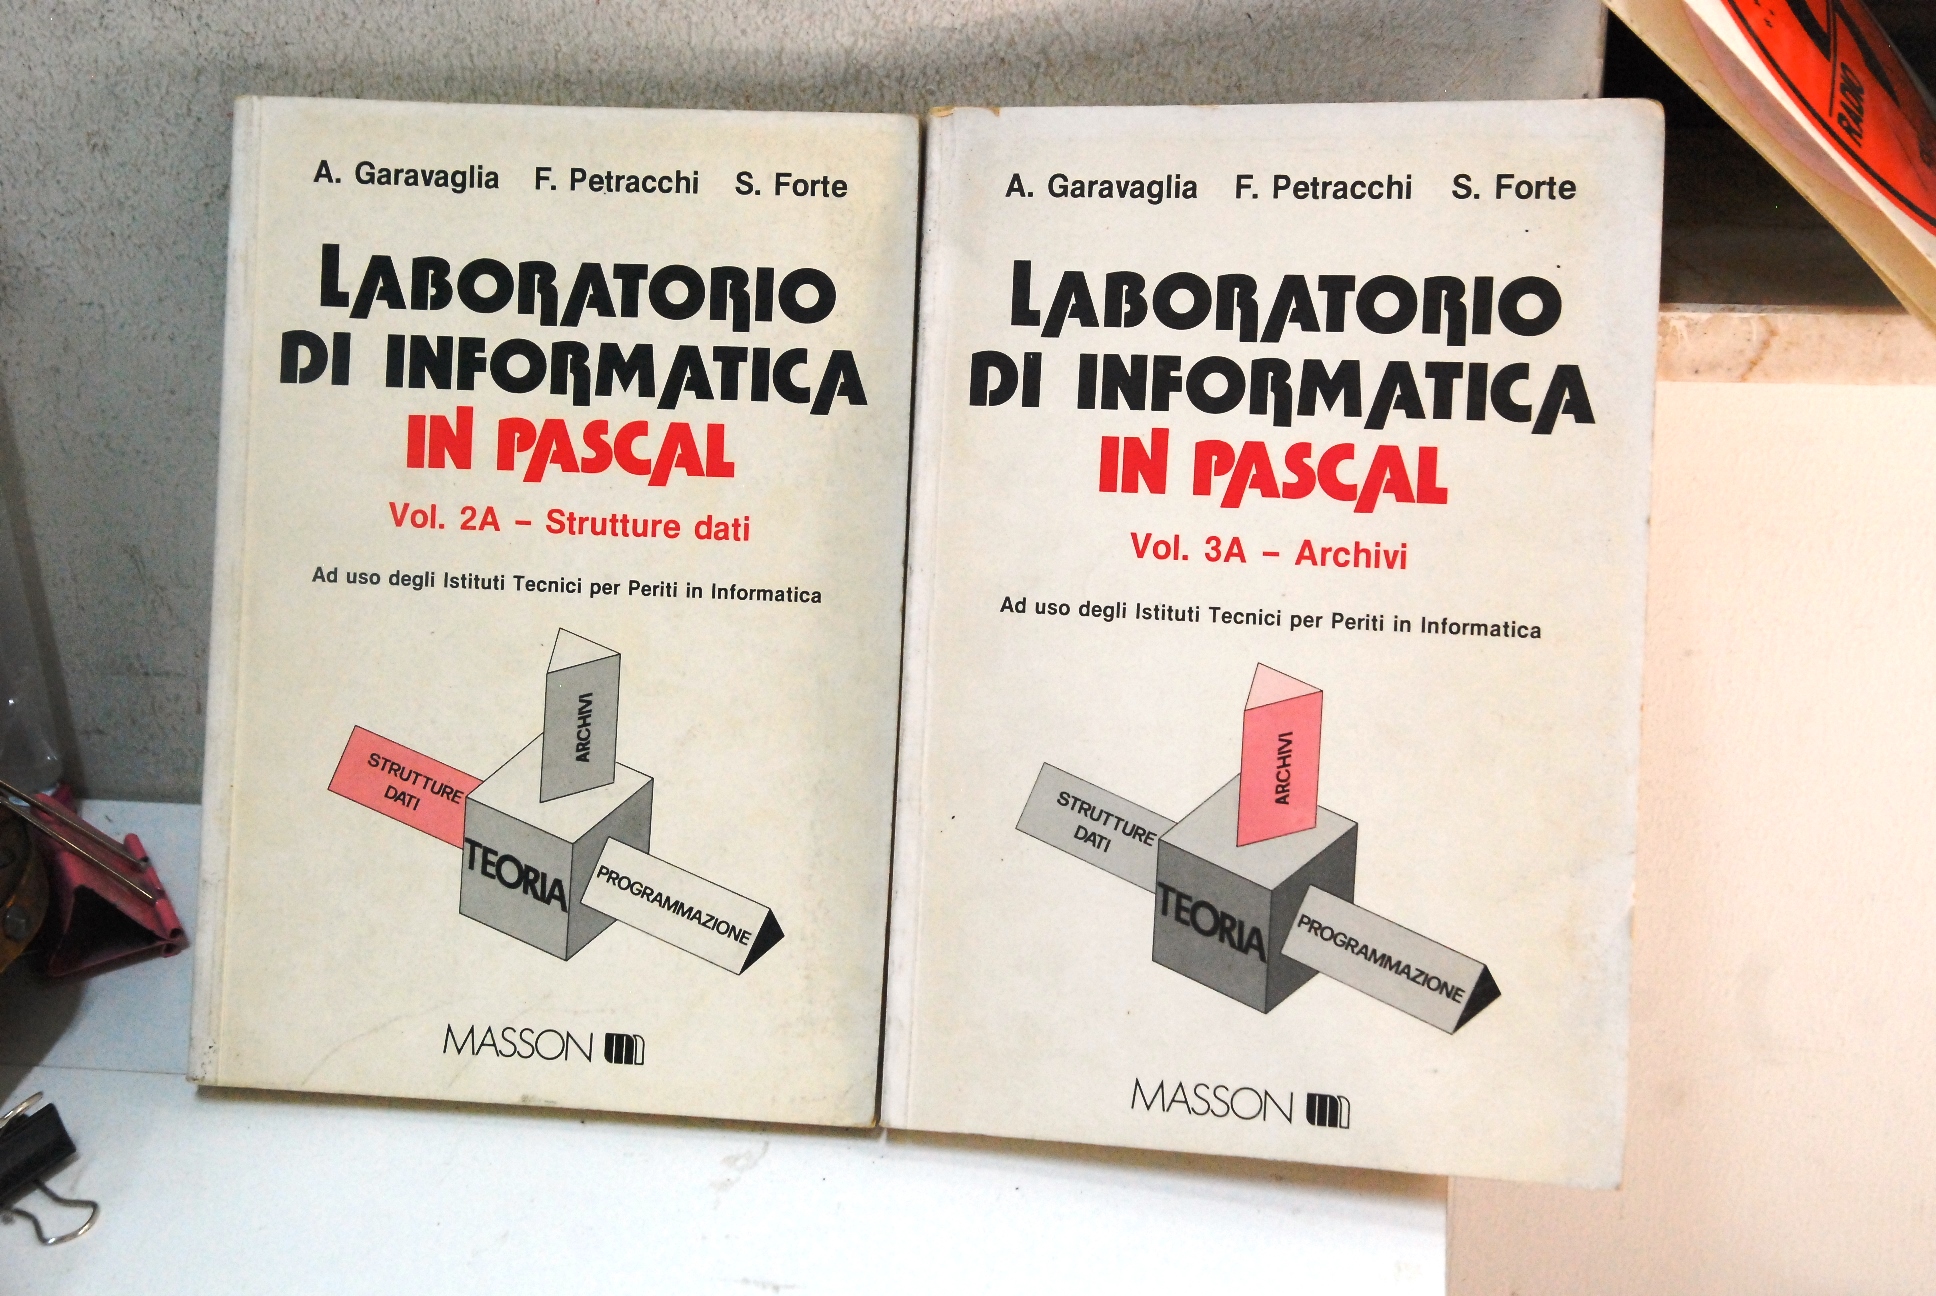 A. Garavaglia F. Petracchi S. Forte
LABORATORIO
DI INFORMATICA
IN PASCAL
Vol. 2A – Strutture dati
Ad uso degli Istituti Tecnici per Periti in Informatica
ARCHIVI
STRUTTURE
DATI
TEORIA
PROGRAMMAZIONE
MASSON
A. Garavaglia F. Petracchi S. Forte
LABORATORIO
DI INFORMATICA
IN PASCAL
Vol. 3A – Archivi
Ad uso degli Istituti Tecnici per Periti in Informatica
ARCHIVI
STRUTTURE
DATI
TEORIA
PROGRAMMAZIONE
MASSON
RADIO